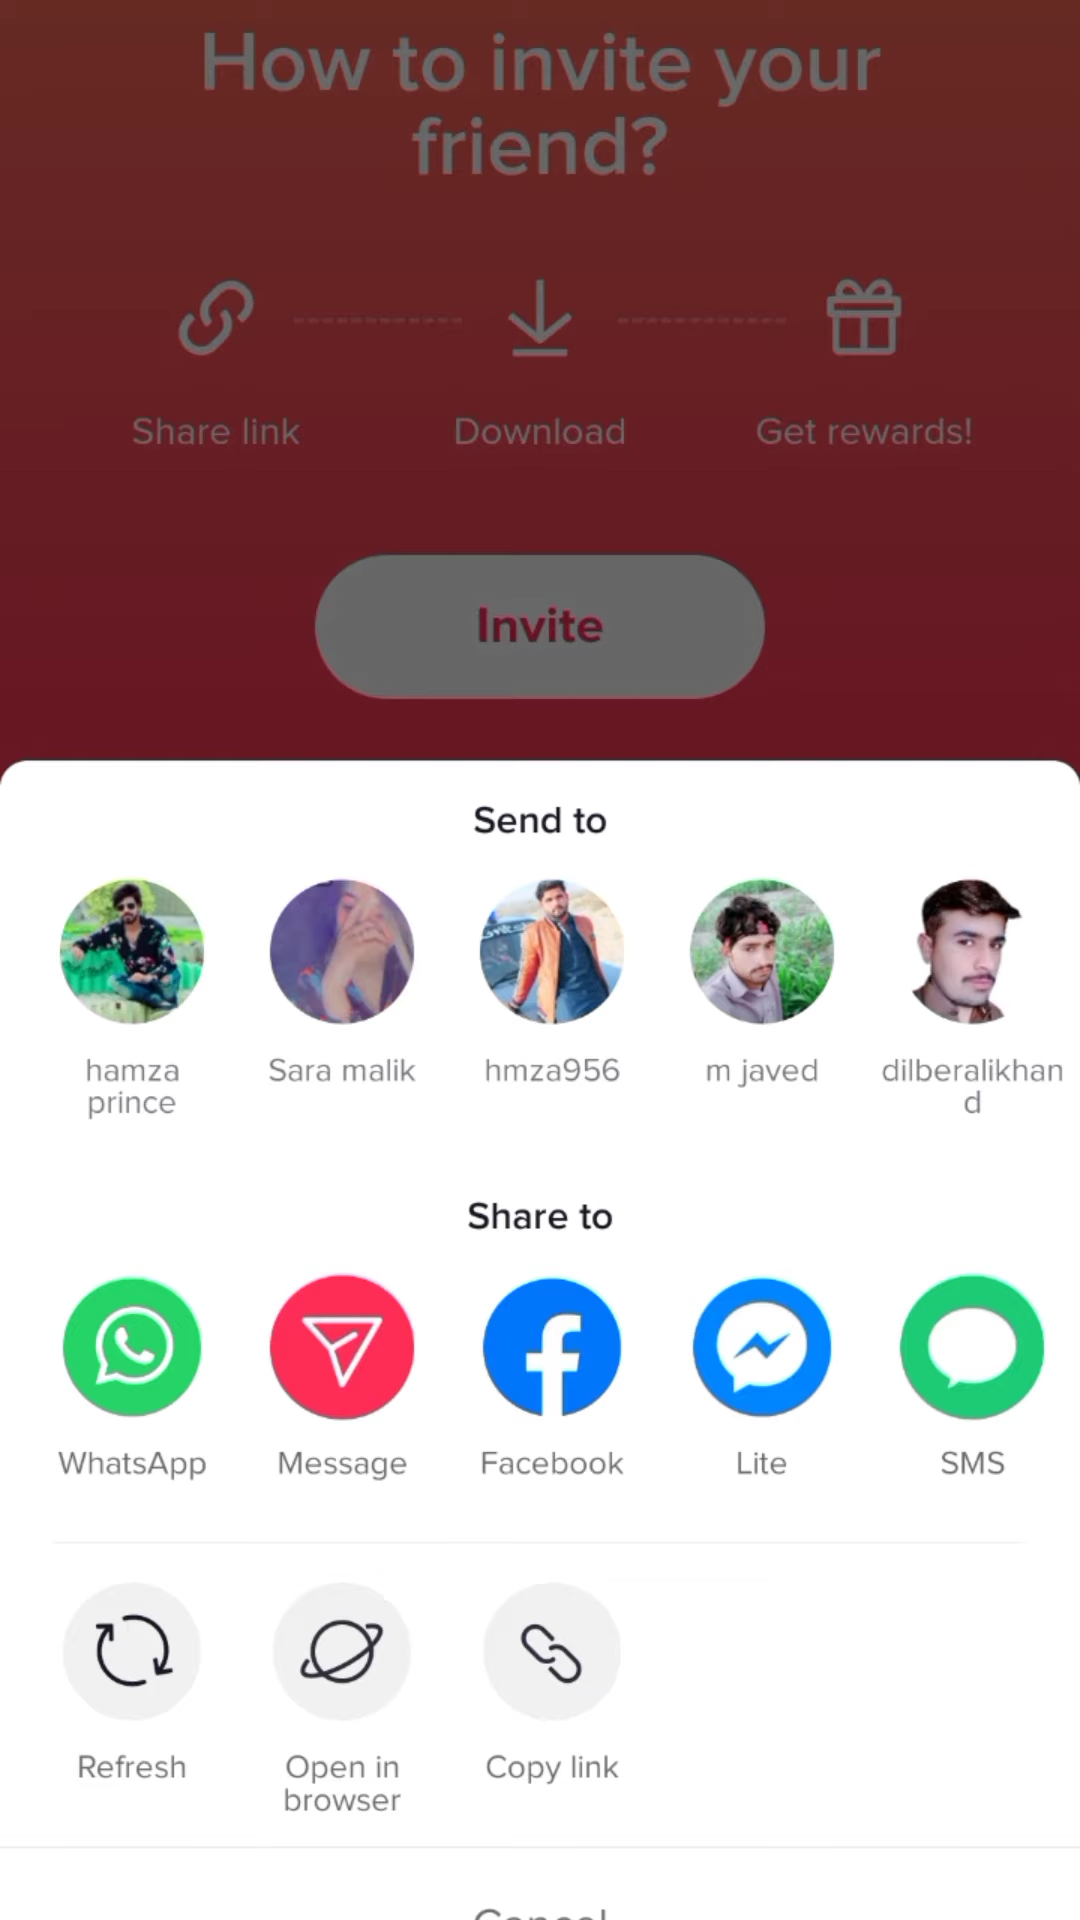 How to invite your
friend?
Share link
Download
Get rewards!
Invite
Send to
hamza
prince
Sara malik
hmza956
m javed
dilberalikhan
d
Share to
WhatsApp
Message
Facebook
Lite
SMS
Refresh
Open in
browser
Copy link
Cancel